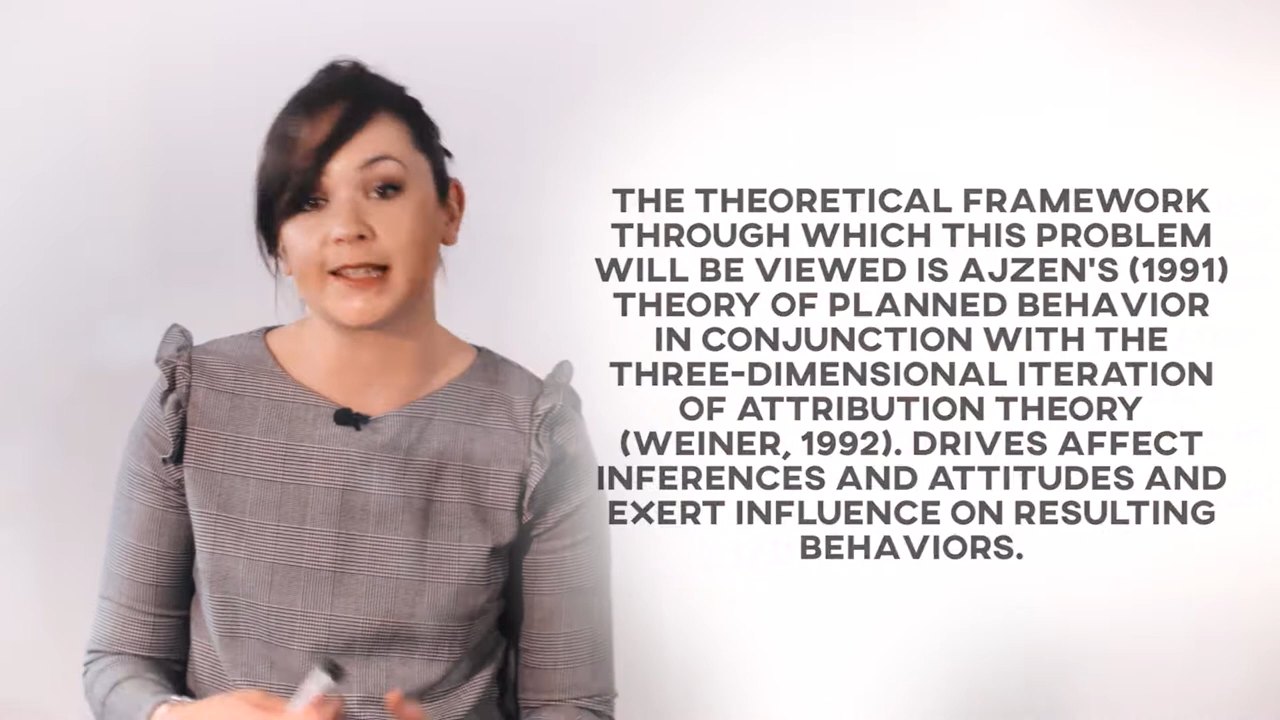 THE THEORETICAL FRAMEWORK
THROUGH WHICH THIS PROBLEM
WILL BE VIEWED IS AJZEN'S (1991)
THEORY OF PLANNED BEHAVIOR
IN CONJUNCTION WITH THE
THREE-DIMENSIONAL ITERATION
OF ATTRIBUTION THEORY
(WEINER, 1992). DRIVES AFFECT
INFERENCES AND ATTITUDES AND
EXERT INFLUENCE ON RESULTING
BEHAVIORS.